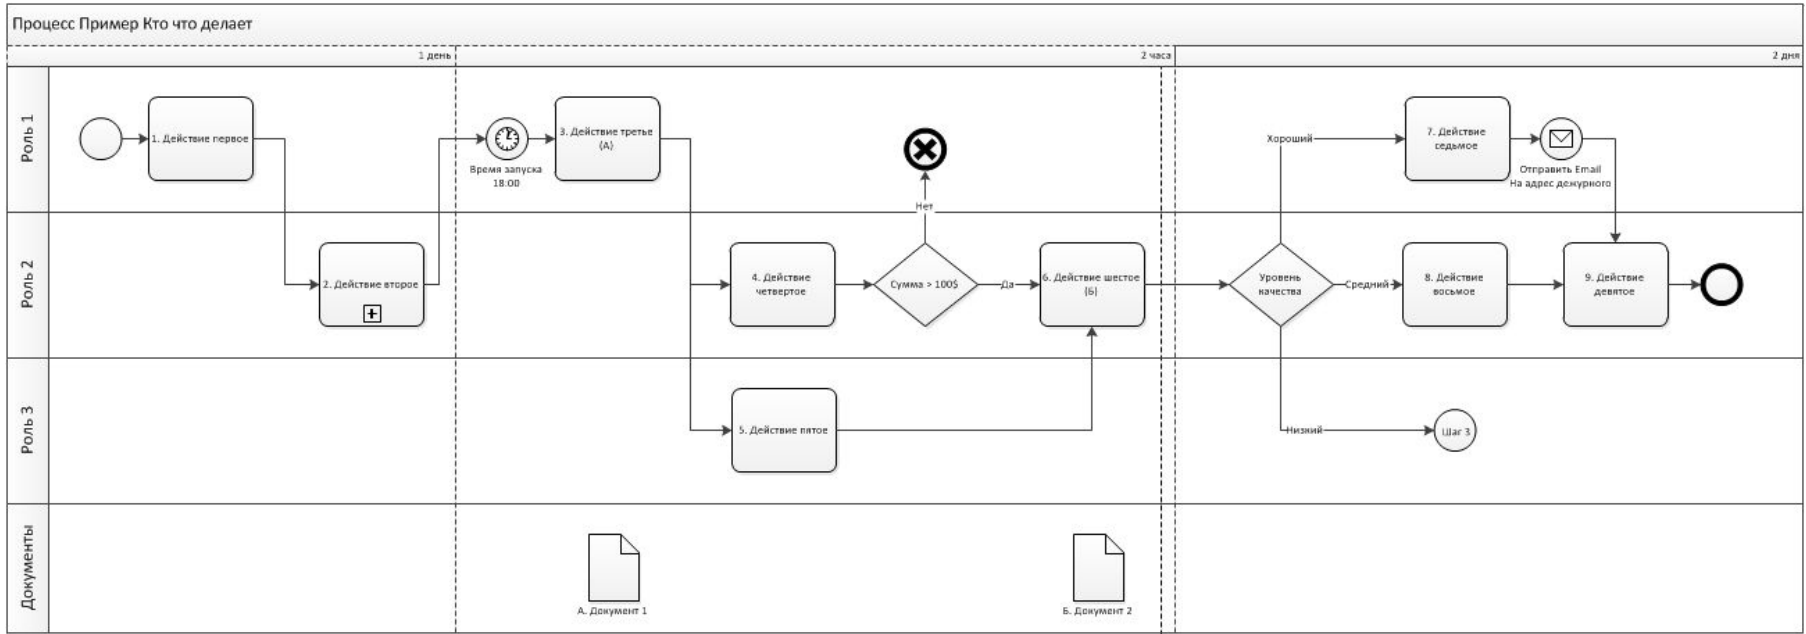 Процесс Пример Кто что делает
1 день
2 часа
2 дня
Роль 1
1. Действие первое
Время запуска
18:00
3. Действие третье
(А)
Нет
Хороший
7. Действие
седьмое
Отправить Email
На адрес дежурного
Роль 2
2. Действие второе
4. Действие
четвертое
Сумма > 100$
Да
6. Действие шестое
(Б)
Уровень
качества
Средний
8. Действие
восьмое
9. Действие
девятое
Роль 3
5. Действие пятое
Низкий
Шаг 3
Документы
А. Документ 1
Б. Документ 2